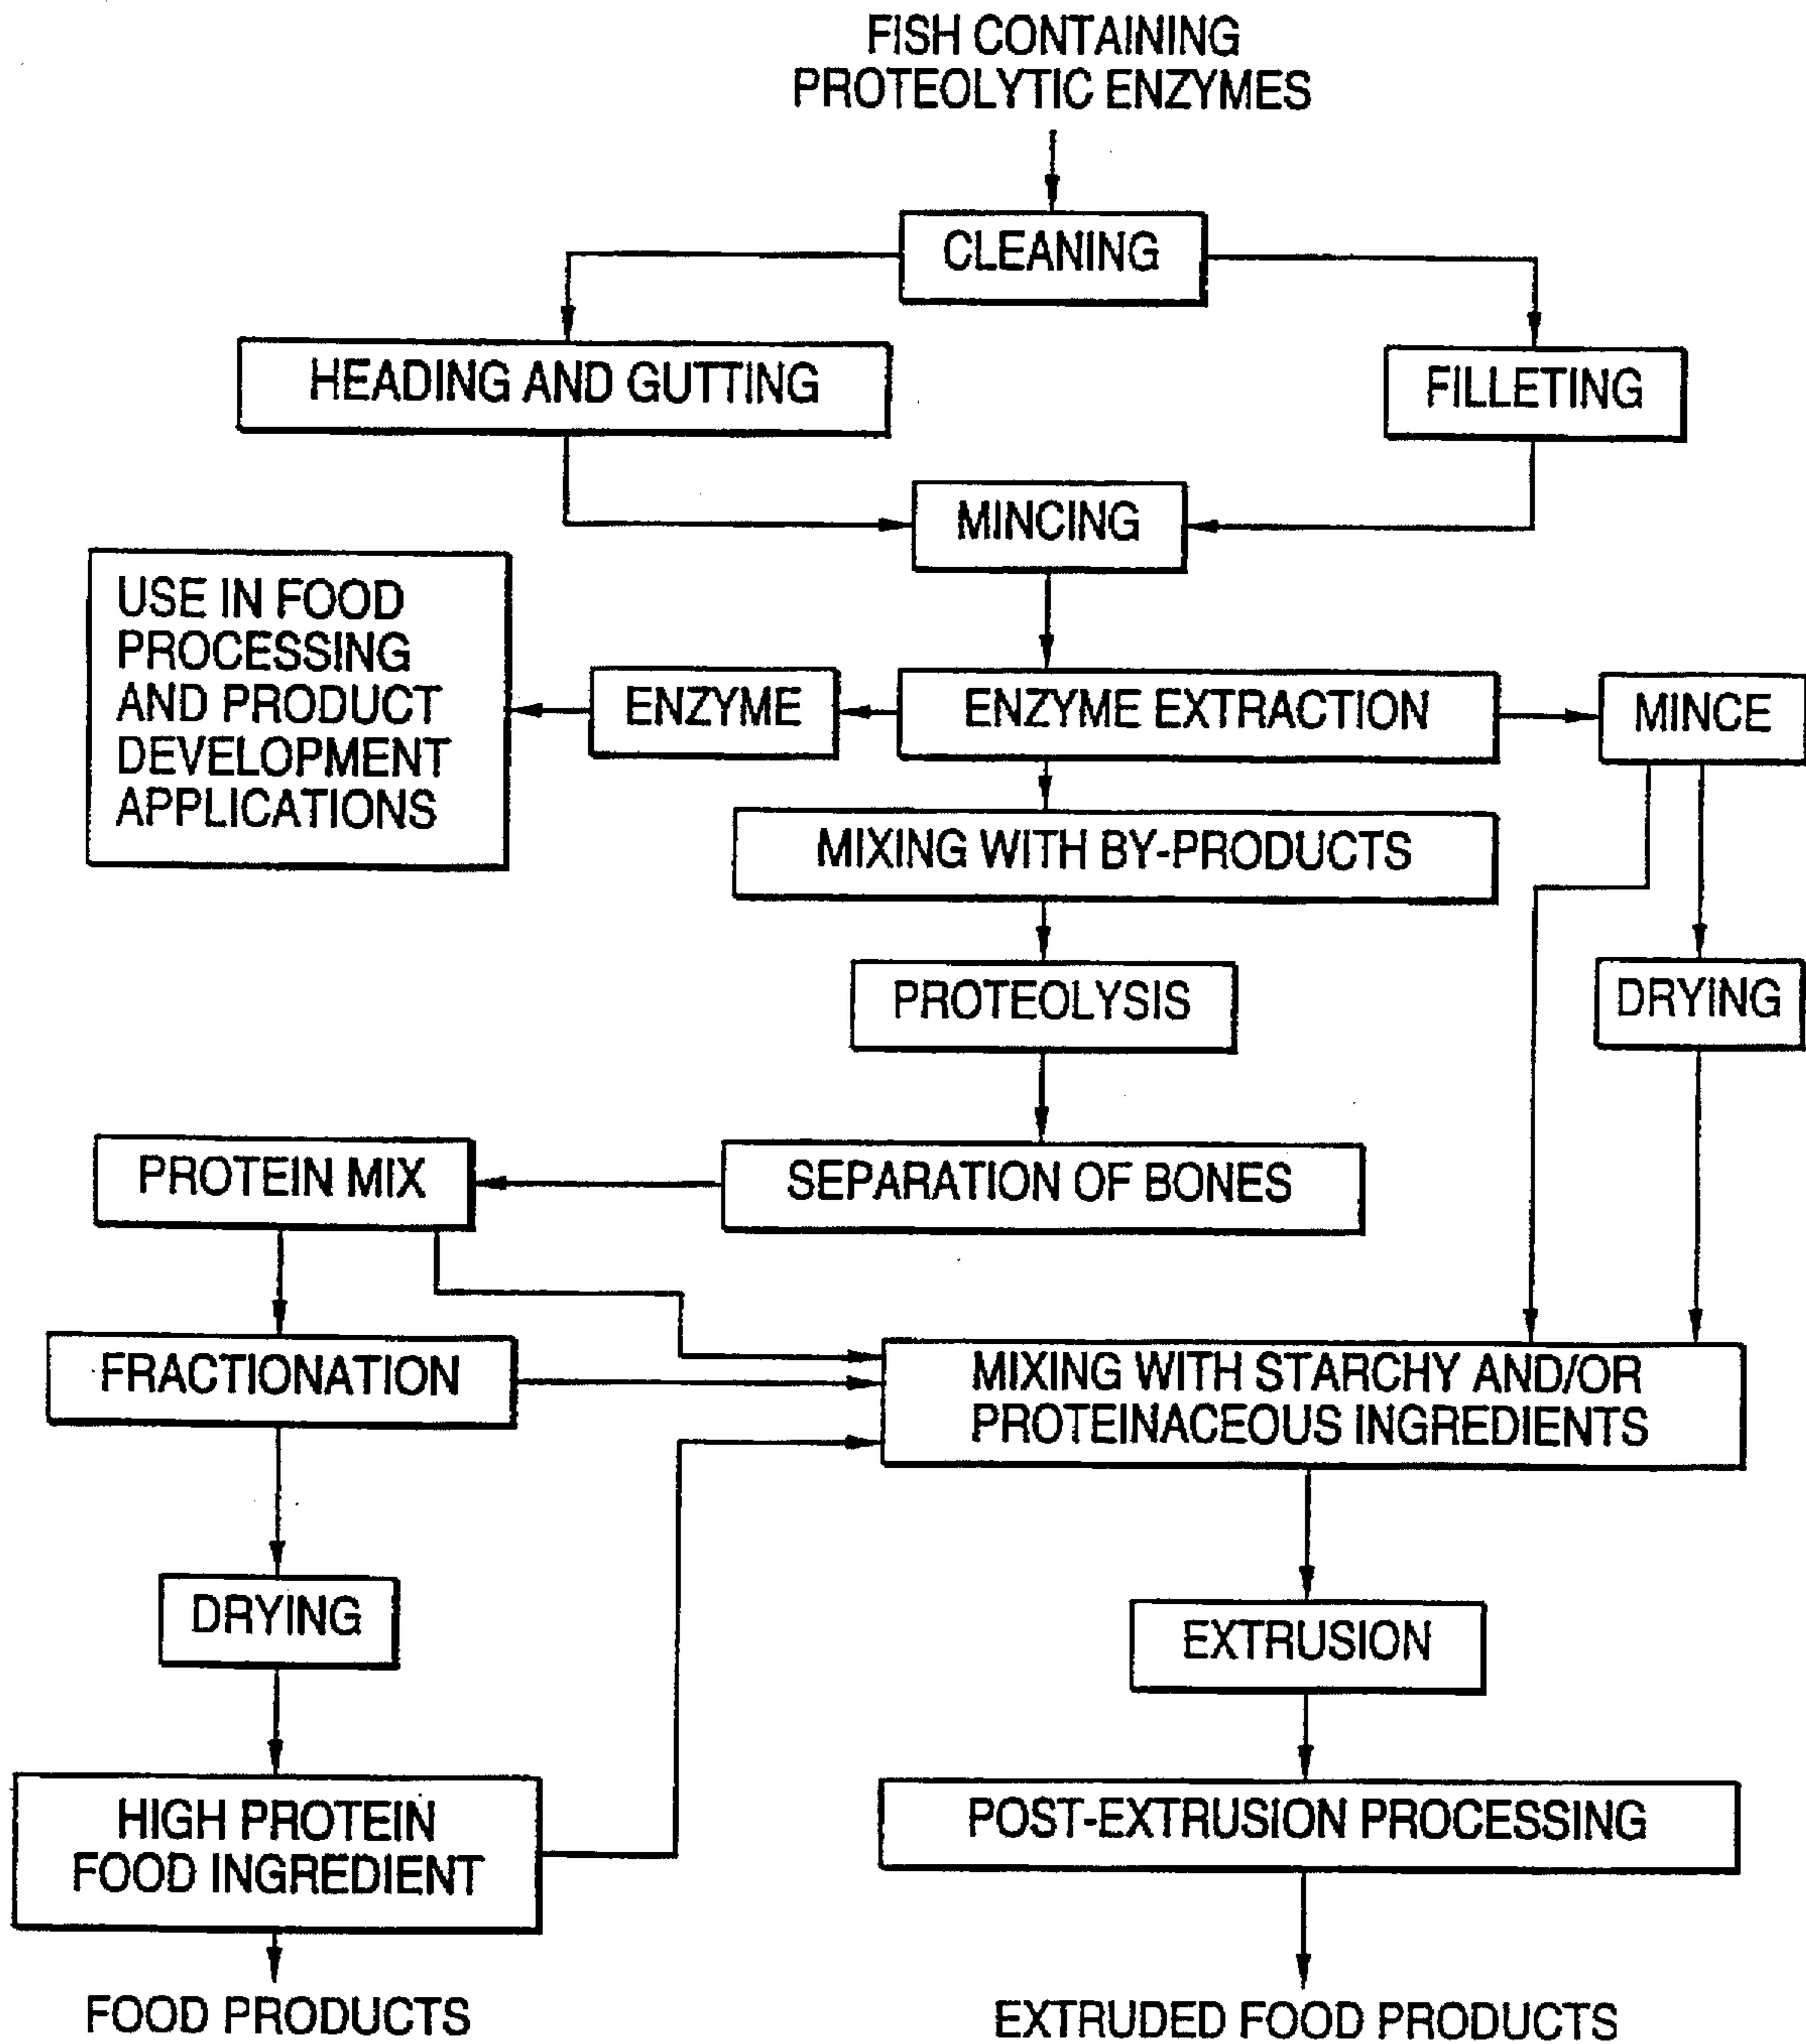 FISH CONTAINING
PROTEOLYTIC ENZYMES
CLEANING
HEADING AND GUTTING
FILLETING
MINCING
USE IN FOOD
PROCESSING
AND PRODUCT
DEVELOPMENT
APPLICATIONS
ENZYME
ENZYME EXTRACTION
MINCE
MIXING WITH BY-PRODUCTS
PROTEOLYSIS
DRYING
PROTEIN MIX
SEPARATION OF BONES
FRACTIONATION
MIXING WITH STARCHY AND/OR
PROTEINACEOUS INGREDIENTS
DRYING
EXTRUSION
HIGH PROTEIN
FOOD INGREDIENT
POST-EXTRUSION PROCESSING
FOOD PRODUCTS
EXTRUDED FOOD PRODUCTS